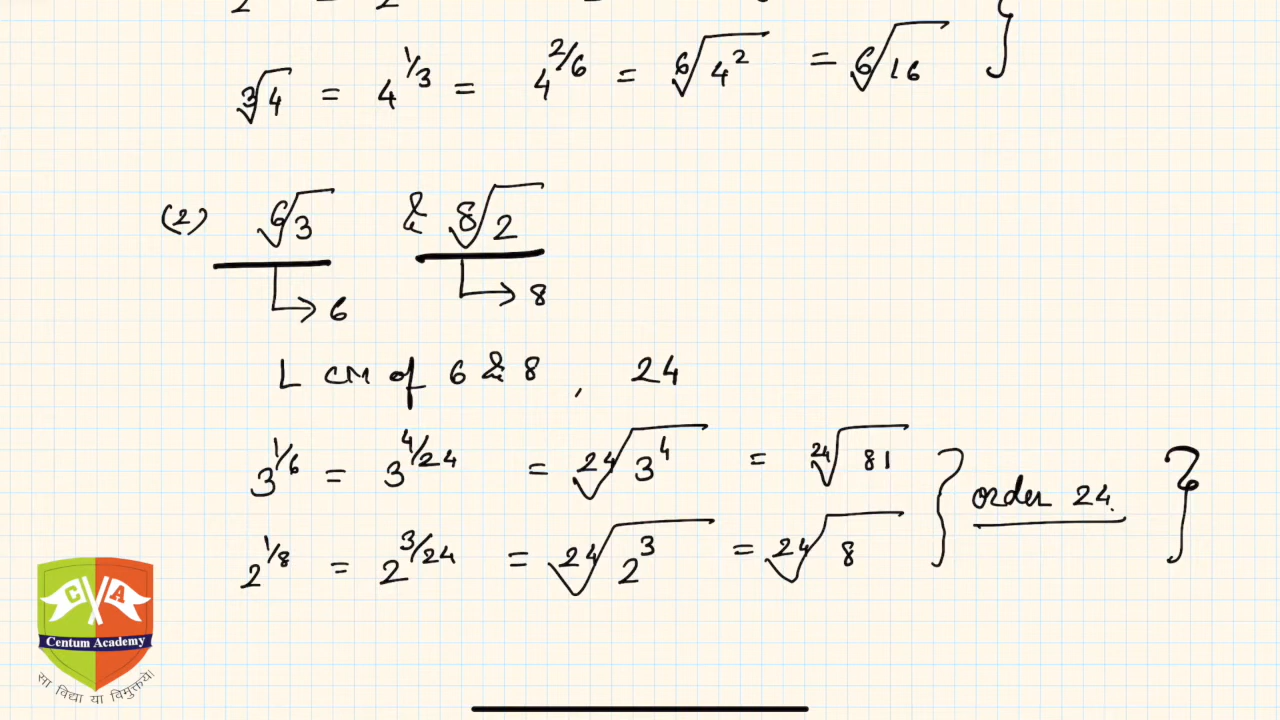 ∛4 = 4^1/3 = 4^2/6 = ⁶√4² = ⁶√16 }
(2) ⁶√3 & ⁸√2
→ 6 → 8
L CM of 6 & 8 , 24
3^1/6 = 3^4/24 = ²⁴√3⁴ = ²⁴√81 } order 24. }
2^1/8 = 2^3/24 = ²⁴√2³ = ²⁴√8
CA
Centum Academy
सा विद्या या विमुक्तये।